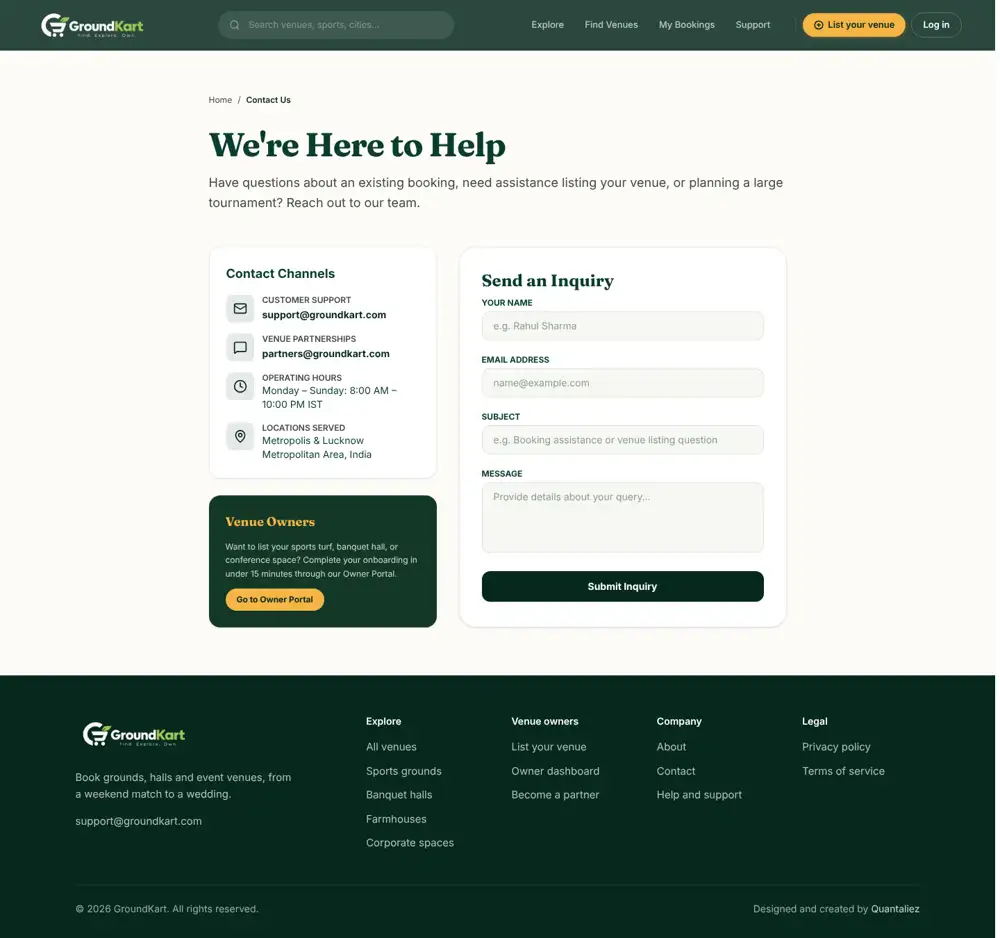 GroundKart
Find. Explore. Own.
Search venues, sports, cities...
Explore
Find Venues
My Bookings
Support
List your venue
Log in
Home / Contact Us
We're Here to Help
Have questions about an existing booking, need assistance listing your venue, or planning a large
tournament? Reach out to our team.
Contact Channels
CUSTOMER SUPPORT
support@groundkart.com
VENUE PARTNERSHIPS
partners@groundkart.com
OPERATING HOURS
Monday – Sunday: 8:00 AM –
10:00 PM IST
LOCATIONS SERVED
Metropolis & Lucknow
Metropolitan Area, India
Venue Owners
Want to list your sports turf, banquet hall, or
conference space? Complete your onboarding in
under 15 minutes through our Owner Portal.
Go to Owner Portal
Send an Inquiry
YOUR NAME
e.g. Rahul Sharma
EMAIL ADDRESS
name@example.com
SUBJECT
e.g. Booking assistance or venue listing question
MESSAGE
Provide details about your query...
Submit Inquiry
GroundKart
Find. Explore. Own.
Book grounds, halls and event venues, from
a weekend match to a wedding.
support@groundkart.com
Explore
All venues
Sports grounds
Banquet halls
Farmhouses
Corporate spaces
Venue owners
List your venue
Owner dashboard
Become a partner
Company
About
Contact
Help and support
Legal
Privacy policy
Terms of service
© 2026 GroundKart. All rights reserved.
Designed and created by Quantaliez